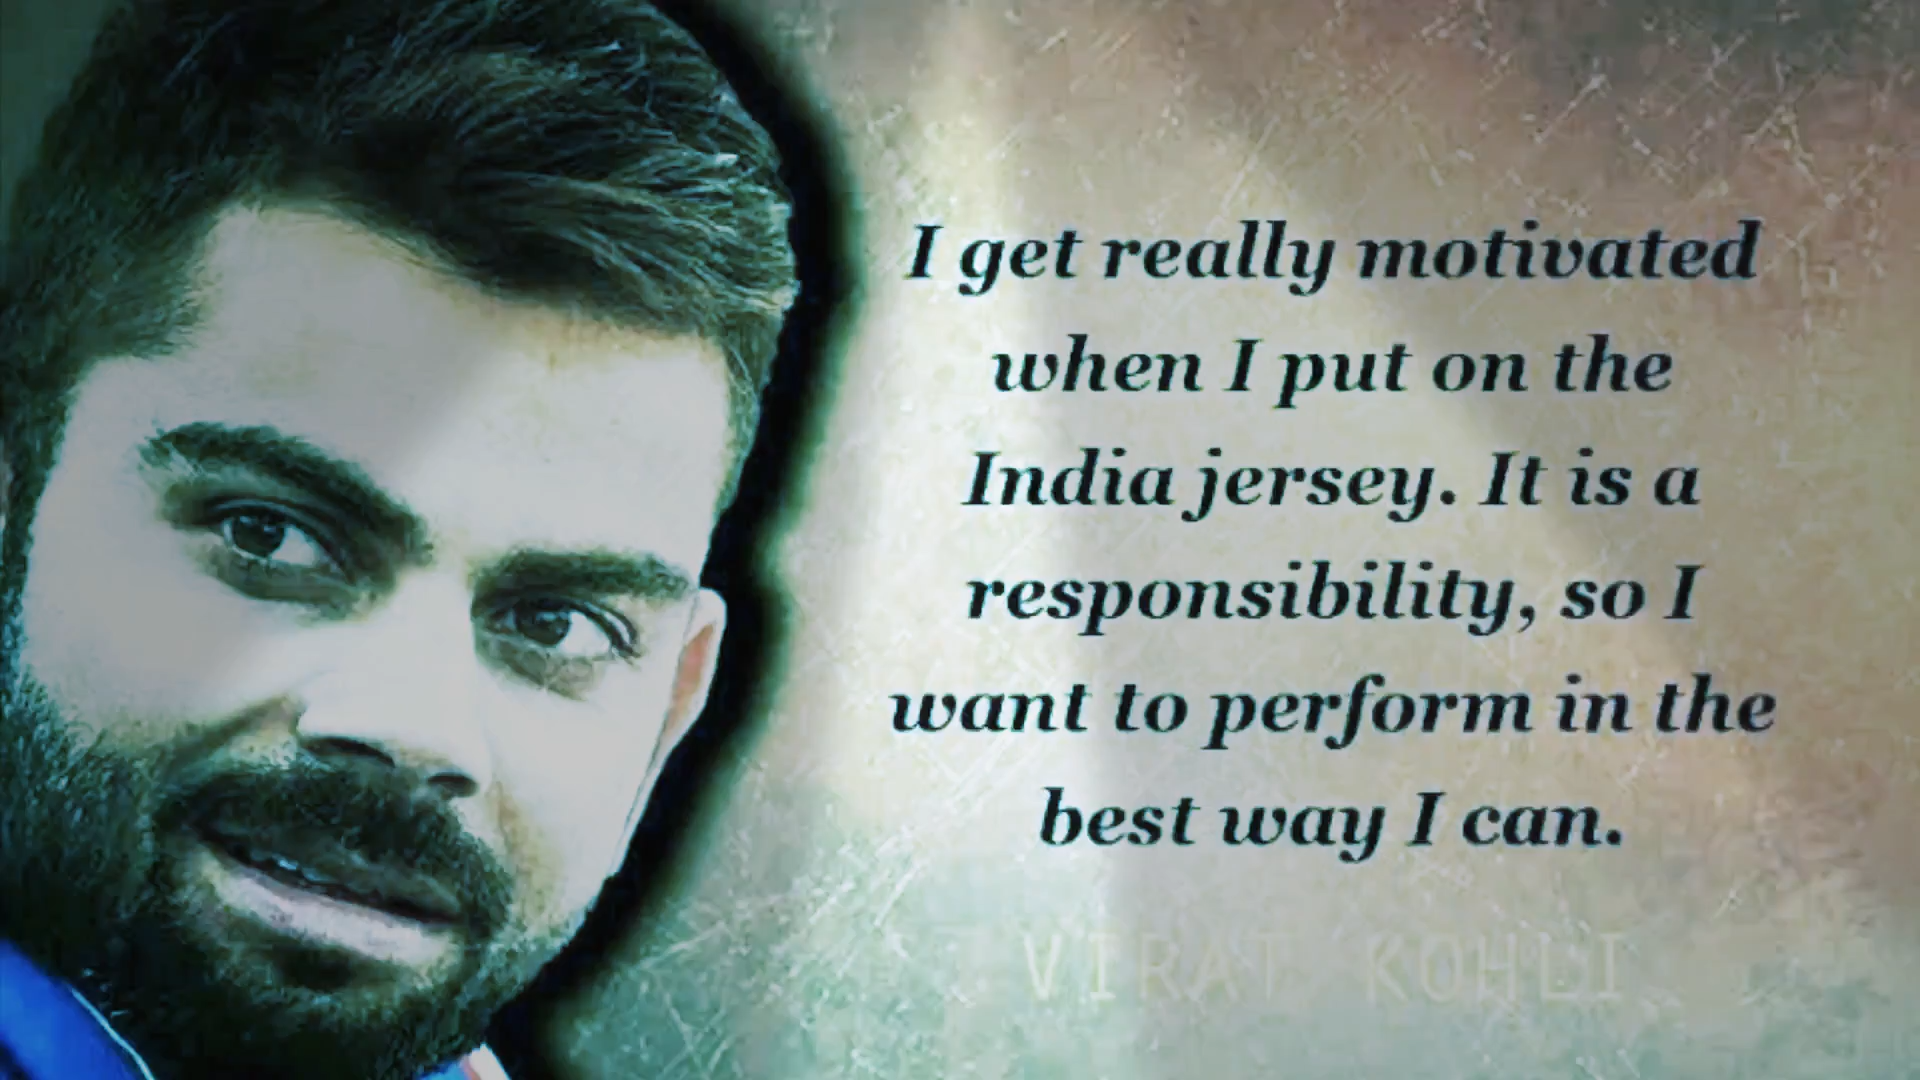 I get really motivated
when I put on the
India jersey. It is a
responsibility, so I
want to perform in the
best way I can.
VIRAT KOHLI